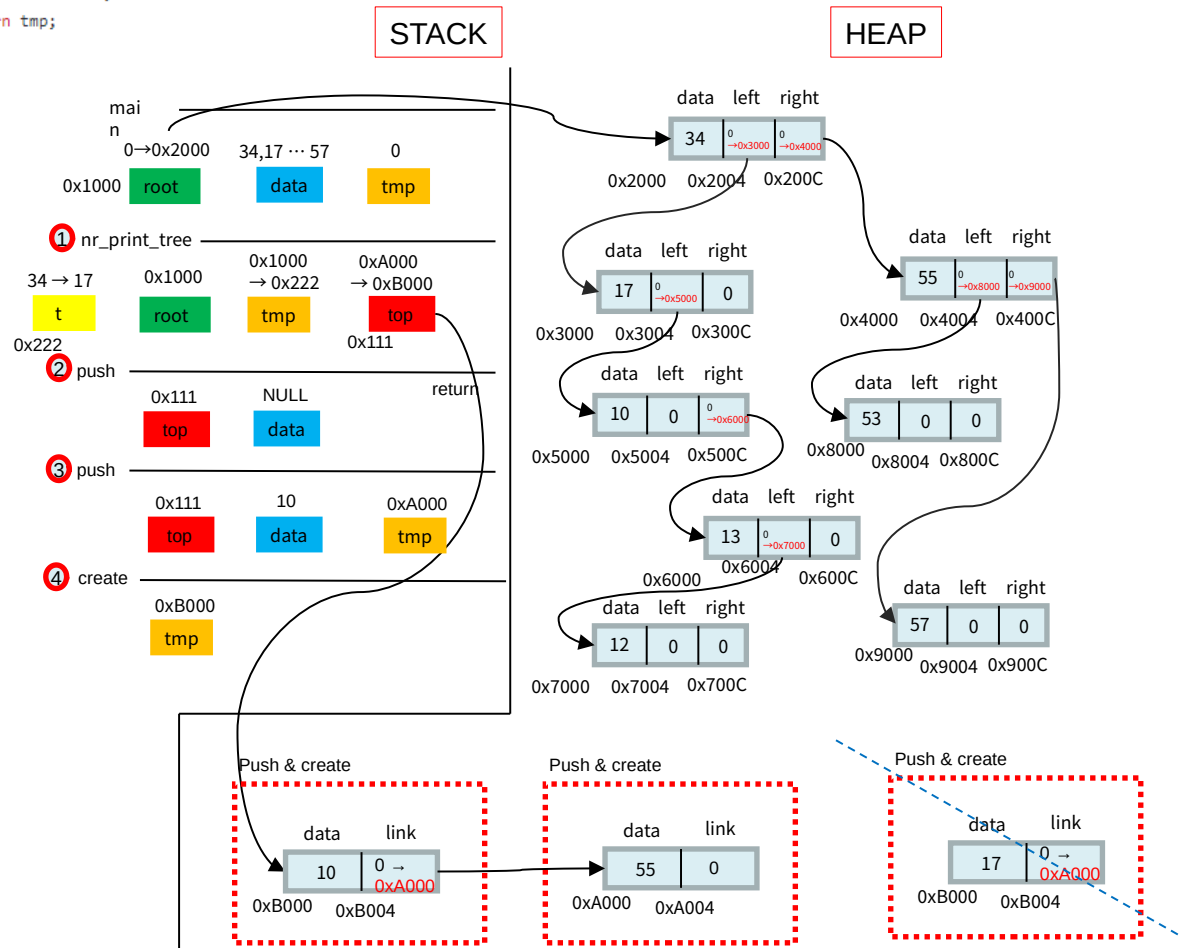 n tmp;
STACK
HEAP
mai
n
0→0x2000
34,17 ··· 57
0
0x1000
root
data
tmp
1 nr_print_tree
34 → 17
0x1000
0x1000
→ 0x222
0xA000
→ 0xB000
t
root
tmp
top
0x222
0x111
2 push
return
0x111
NULL
top
data
3 push
0x111
10
0xA000
top
data
tmp
4 create
0xB000
tmp
data left right
34
0
→0x3000
0
→0x4000
0x2000 0x2004 0x200C
data left right
17
0
→0x5000
0
0x3000 0x3004 0x300C
data left right
55
0
→0x8000
0
→0x9000
0x4000 0x4004 0x400C
data left right
10
0
0
→0x6000
0x5000 0x5004 0x500C
data left right
53 0 0
0x8000 0x8004 0x800C
data left right
13
0
→0x7000
0
0x6000 0x6004 0x600C
data left right
12 0 0
0x7000 0x7004 0x700C
data left right
57 0 0
0x9000 0x9004 0x900C
Push & create
data link
10
0 →
0xA000
0xB000 0xB004
Push & create
data link
55 0
0xA000 0xA004
Push & create
data link
17
0 →
0xA000
0xB000 0xB004